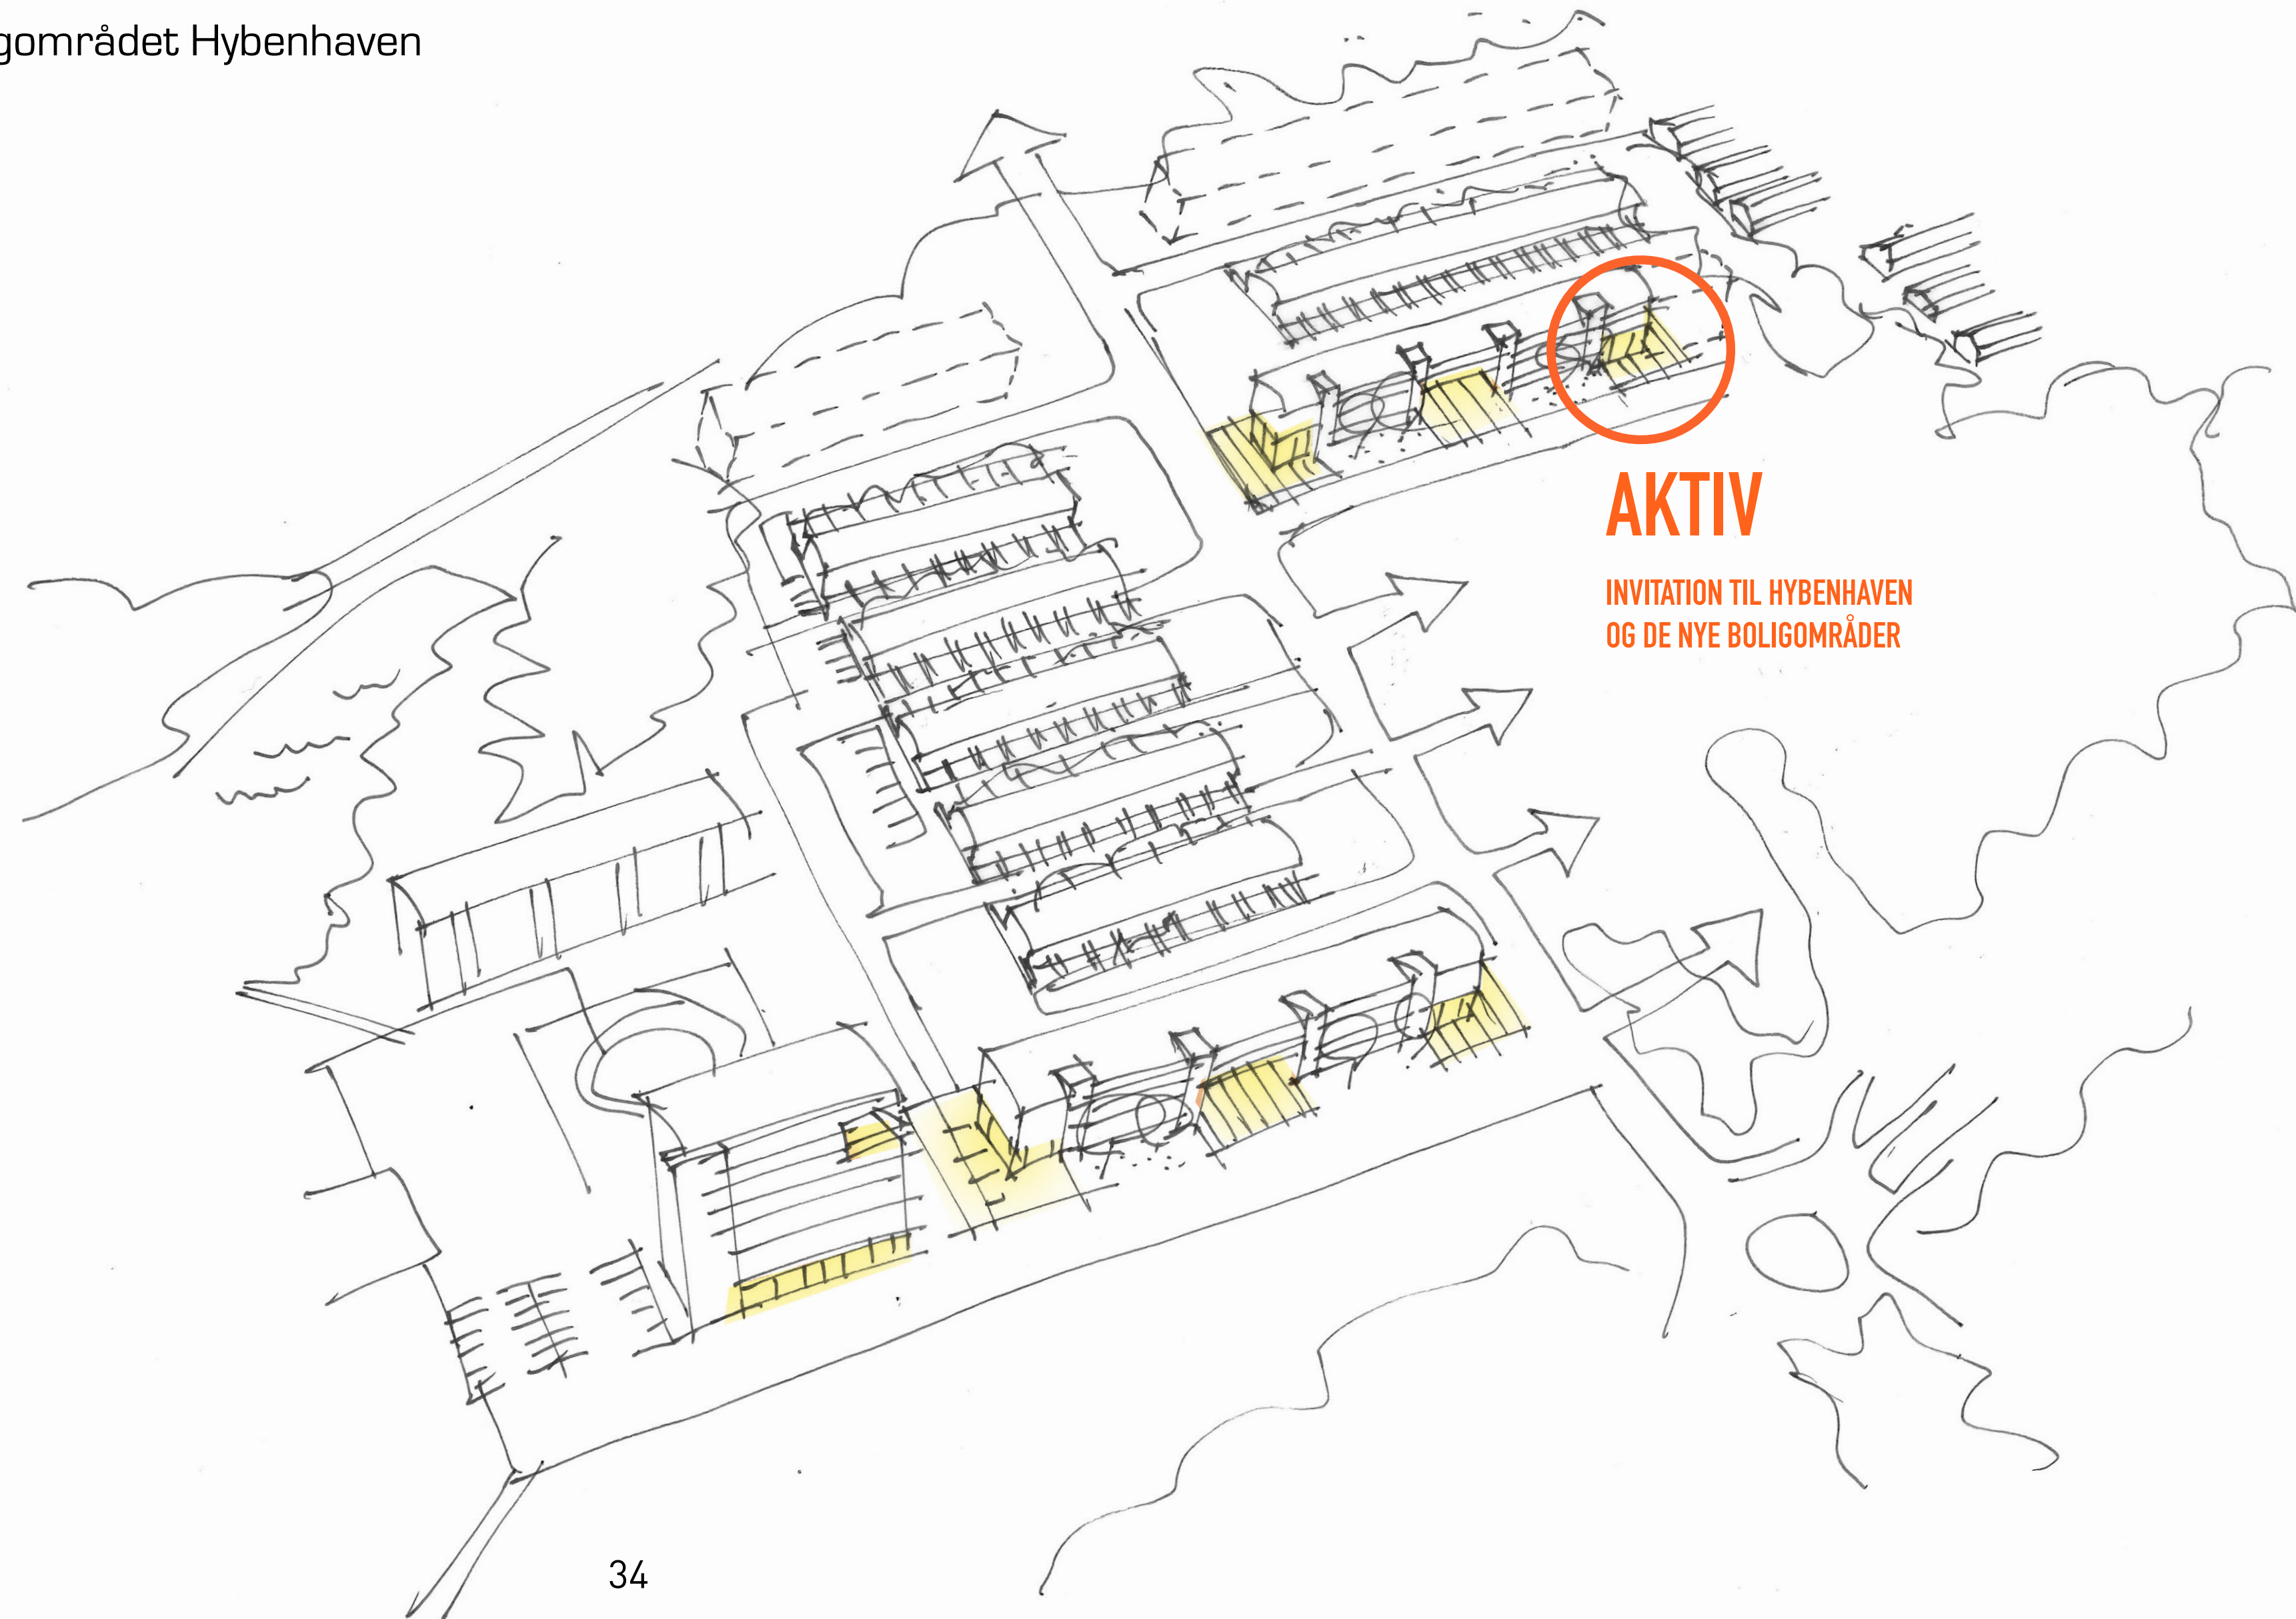 gområdet Hybenhaven
AKTIV
INVITATION TIL HYBENHAVEN
OG DE NYE BOLIGOMRÅDER
34